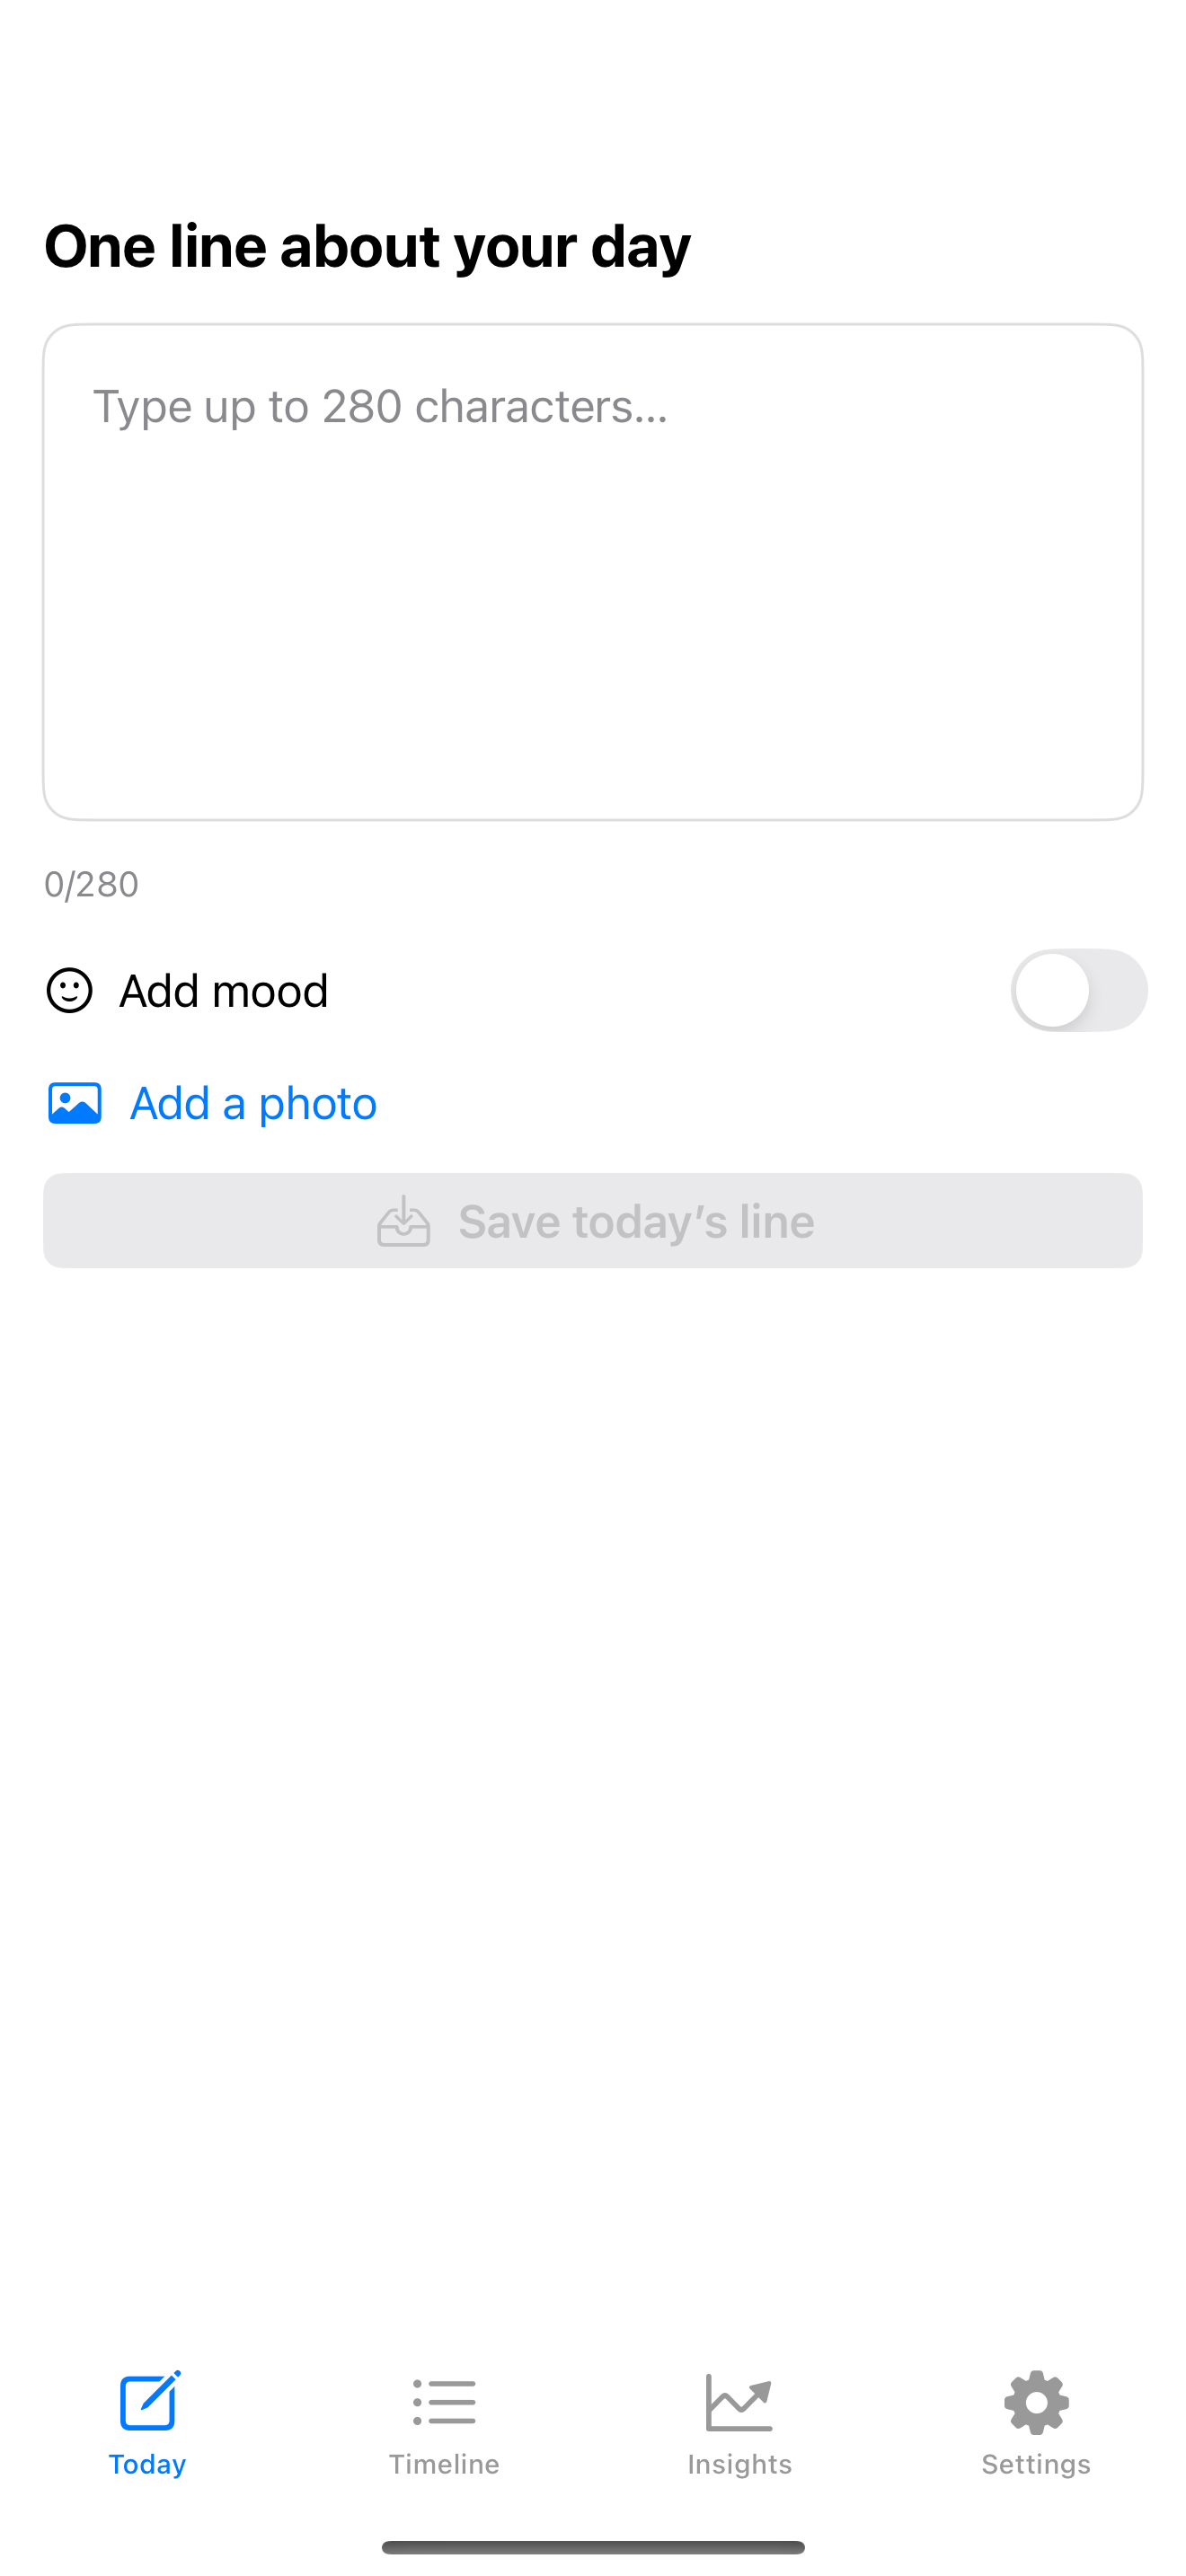 One line about your day
Type up to 280 characters...
0/280
Add mood
Add a photo
Save today’s line
Today
Timeline
Insights
Settings